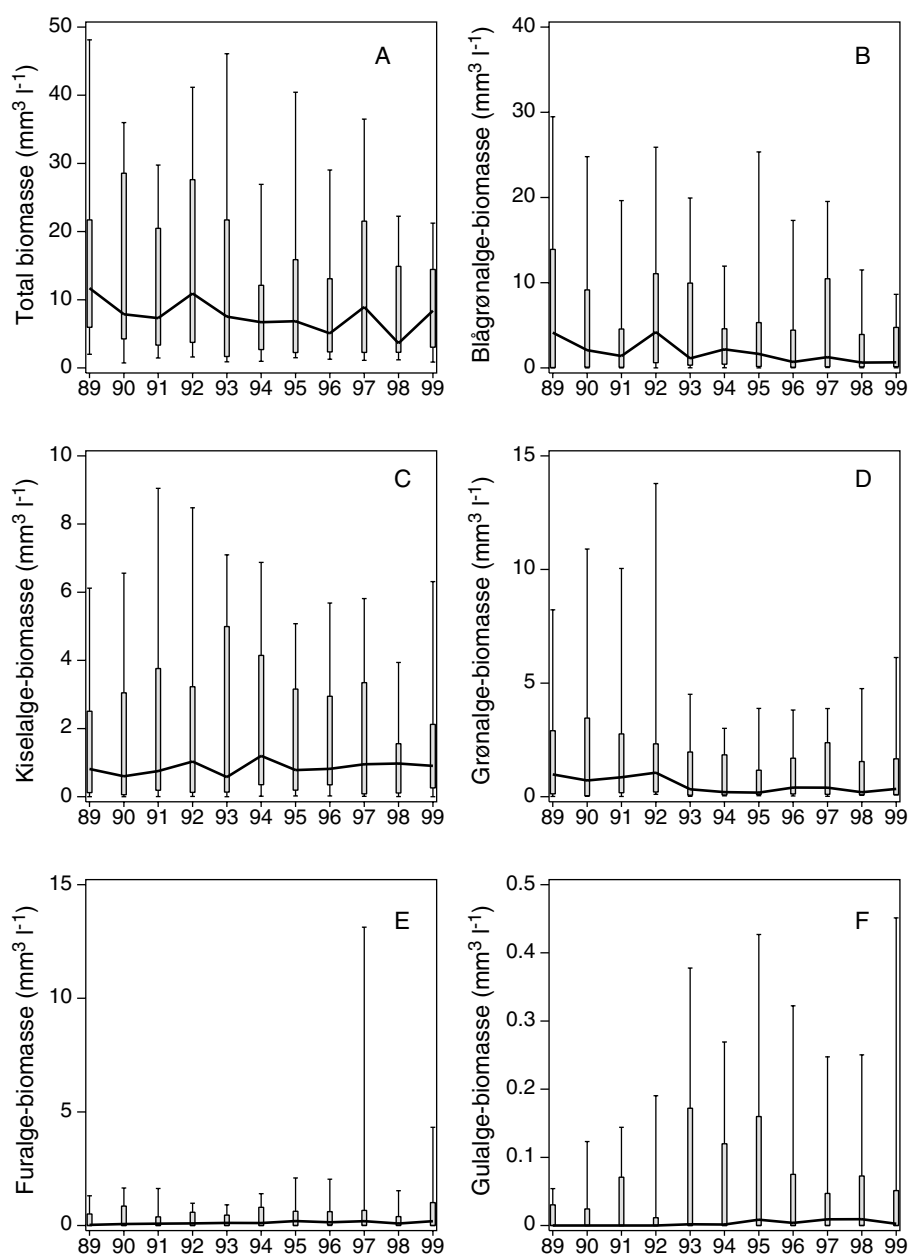 A
Total biomasse (mm³ l⁻¹)
50
40
30
20
10
0
89 90 91 92 93 94 95 96 97 98 99
B
Blågrønalge-biomasse (mm³ l⁻¹)
40
30
20
10
0
89 90 91 92 93 94 95 96 97 98 99
C
Kiselalge-biomasse (mm³ l⁻¹)
10
8
6
4
2
0
89 90 91 92 93 94 95 96 97 98 99
D
Grønalge-biomasse (mm³ l⁻¹)
15
10
5
0
89 90 91 92 93 94 95 96 97 98 99
E
Furalge-biomasse (mm³ l⁻¹)
15
10
5
0
89 90 91 92 93 94 95 96 97 98 99
F
Gulalge-biomasse (mm³ l⁻¹)
0.5
0.4
0.3
0.2
0.1
0
89 90 91 92 93 94 95 96 97 98 99